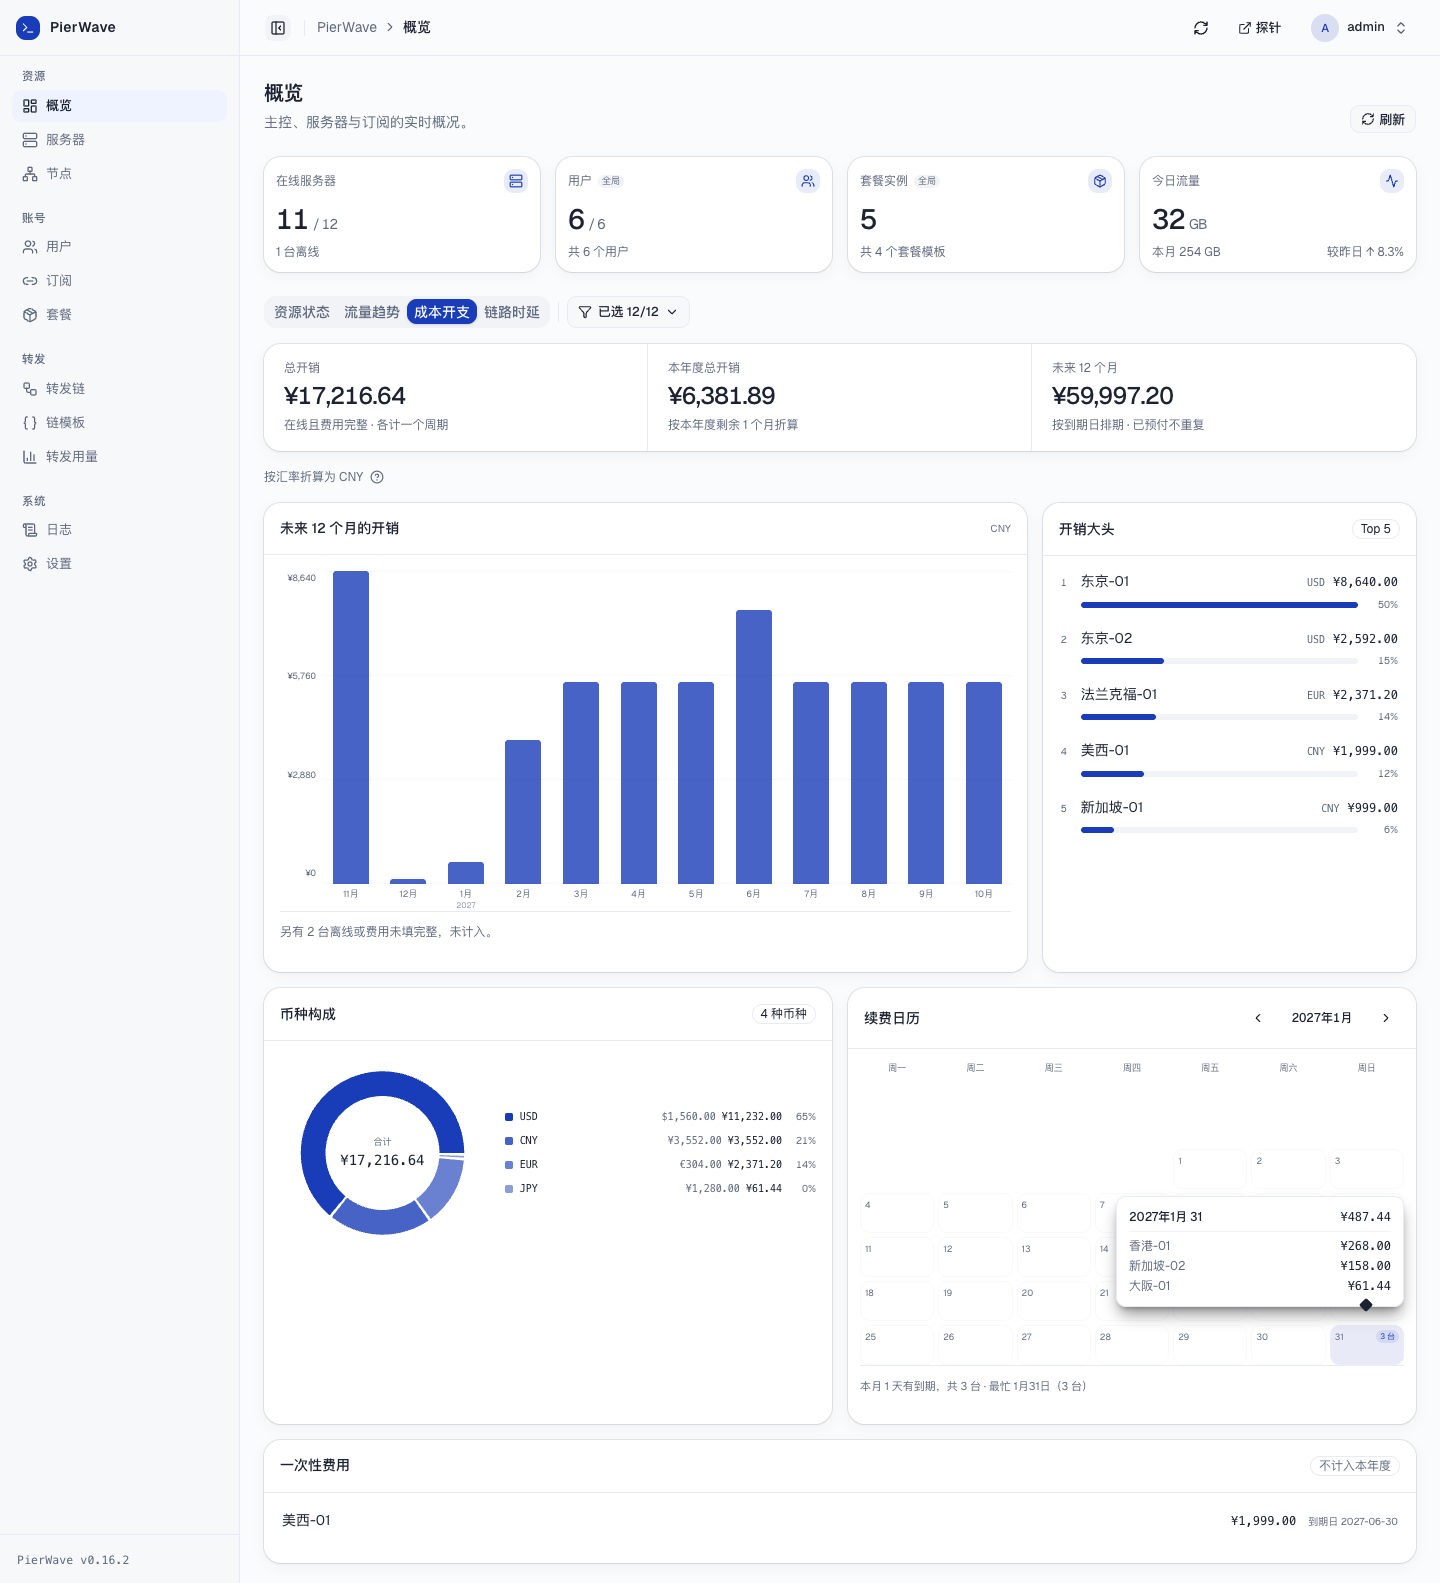 PierWave
PierWave > 概览
探针
A admin
资源
概览
服务器
节点
账号
用户
订阅
套餐
转发
转发链
链模板
转发用量
系统
日志
设置
PierWave v0.16.2
概览
主控、服务器与订阅的实时概况。
刷新
在线服务器
11 / 12
1 台离线
用户 全局
6 / 6
共 6 个用户
套餐实例 全局
5
共 4 个套餐模板
今日流量
32 GB
本月 254 GB 较昨日 ↑ 8.3%
资源状态 流量趋势 成本开支 链路时延 已选 12/12
总开销
¥17,216.64
在线且费用完整 · 各计一个周期
本年度总开销
¥6,381.89
按本年度剩余 1 个月折算
未来 12 个月
¥59,997.20
按到期日排期 · 已预付不重复
按汇率折算为 CNY
未来 12 个月的开销 CNY
¥8,640
¥5,760
¥2,880
¥0
11月 12月 1月 2月 3月 4月 5月 6月 7月 8月 9月 10月
2027
另有 2 台离线或费用未填完整，未计入。
开销大头 Top 5
1 东京-01 USD ¥8,640.00
50%
2 东京-02 USD ¥2,592.00
15%
3 法兰克福-01 EUR ¥2,371.20
14%
4 美西-01 CNY ¥1,999.00
12%
5 新加坡-01 CNY ¥999.00
6%
币种构成 4 种币种
合计
¥17,216.64
USD $1,560.00 ¥11,232.00 65%
CNY ¥3,552.00 ¥3,552.00 21%
EUR €304.00 ¥2,371.20 14%
JPY ¥1,280.00 ¥61.44 0%
续费日历 2027年1月
周一 周二 周三 周四 周五 周六 周日
1 2 3
4 5 6 7
11 12 13 14
18 19 20 21
25 26 27 28 29 30 31 3 台
2027年1月 31 ¥487.44
香港-01 ¥268.00
新加坡-02 ¥158.00
大阪-01 ¥61.44
本月 1 天有到期，共 3 台 · 最忙 1月31日（3 台）
一次性费用 不计入本年度
美西-01 ¥1,999.00 到期日 2027-06-30